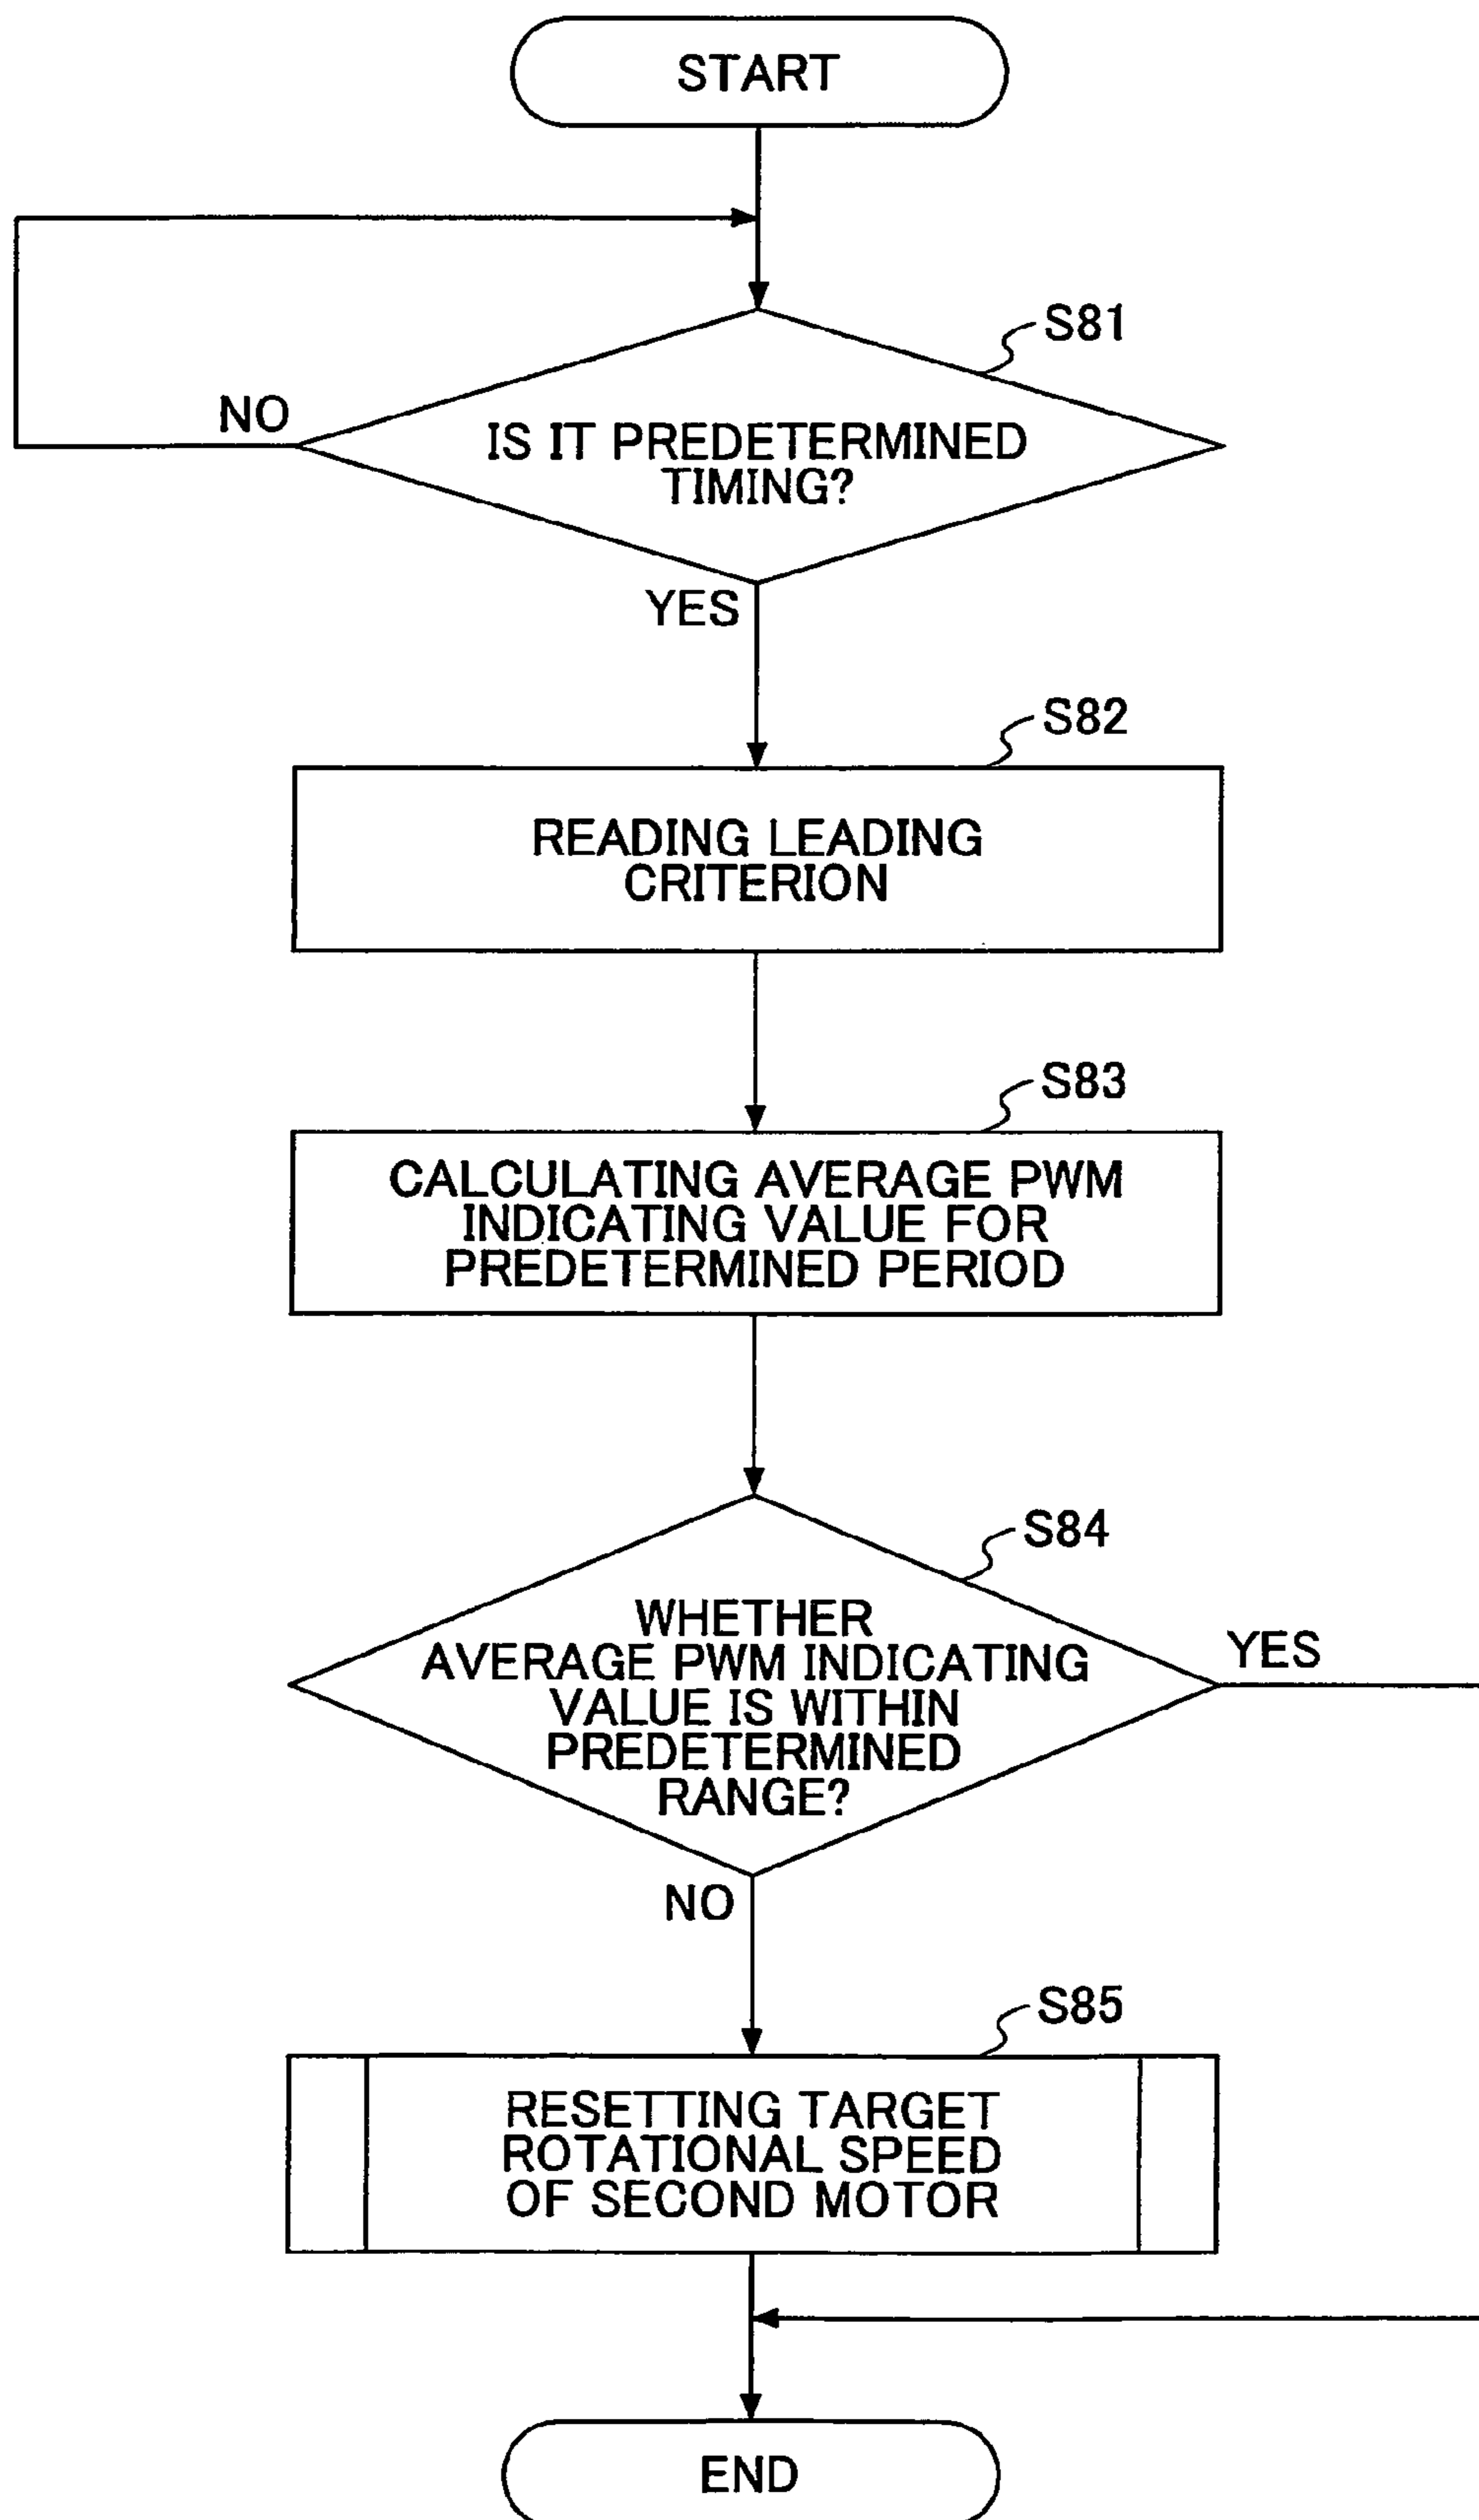 START
S81
NO
IS IT PREDETERMINED
TIMING?
YES
S82
READING LEADING
CRITERION
S83
CALCULATING AVERAGE PWM
INDICATING VALUE FOR
PREDETERMINED PERIOD
S84
WHETHER
AVERAGE PWM INDICATING
VALUE IS WITHIN
PREDETERMINED
RANGE?
YES
NO
S85
RESETTING TARGET
ROTATIONAL SPEED
OF SECOND MOTOR
END